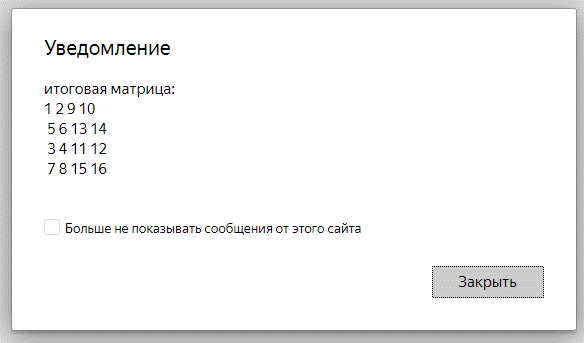 Уведомление
итоговая матрица:
1 2 9 10
5 6 13 14
3 4 11 12
7 8 15 16
Больше не показывать сообщения от этого сайта
Закрыть